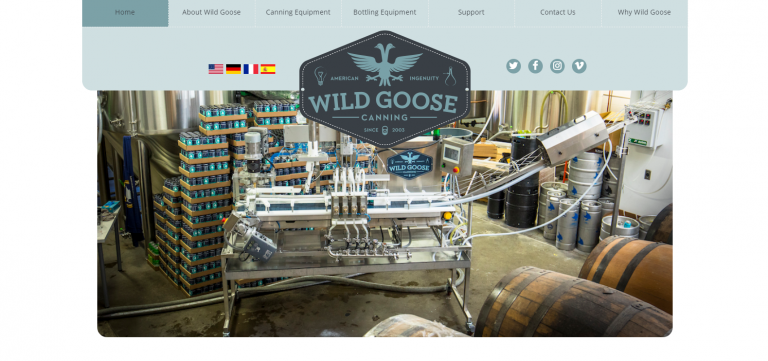 Home About Wild Goose Canning Equipment Bottling Equipment Support Contact Us Why Wild Goose
AMERICAN INGENUITY
WILD GOOSE
CANNING
SINCE 2003
WILD GOOSE